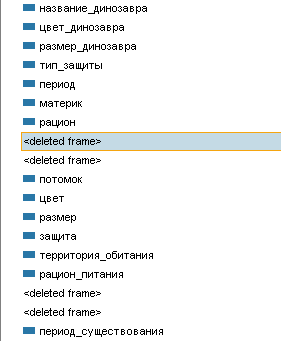 название_динозавра
цвет_динозавра
размер_динозавра
тип_защиты
период
материк
рацион
<deleted frame>
<deleted frame>
потомок
цвет
размер
защита
территория_обитания
рацион_питания
<deleted frame>
<deleted frame>
период_существования